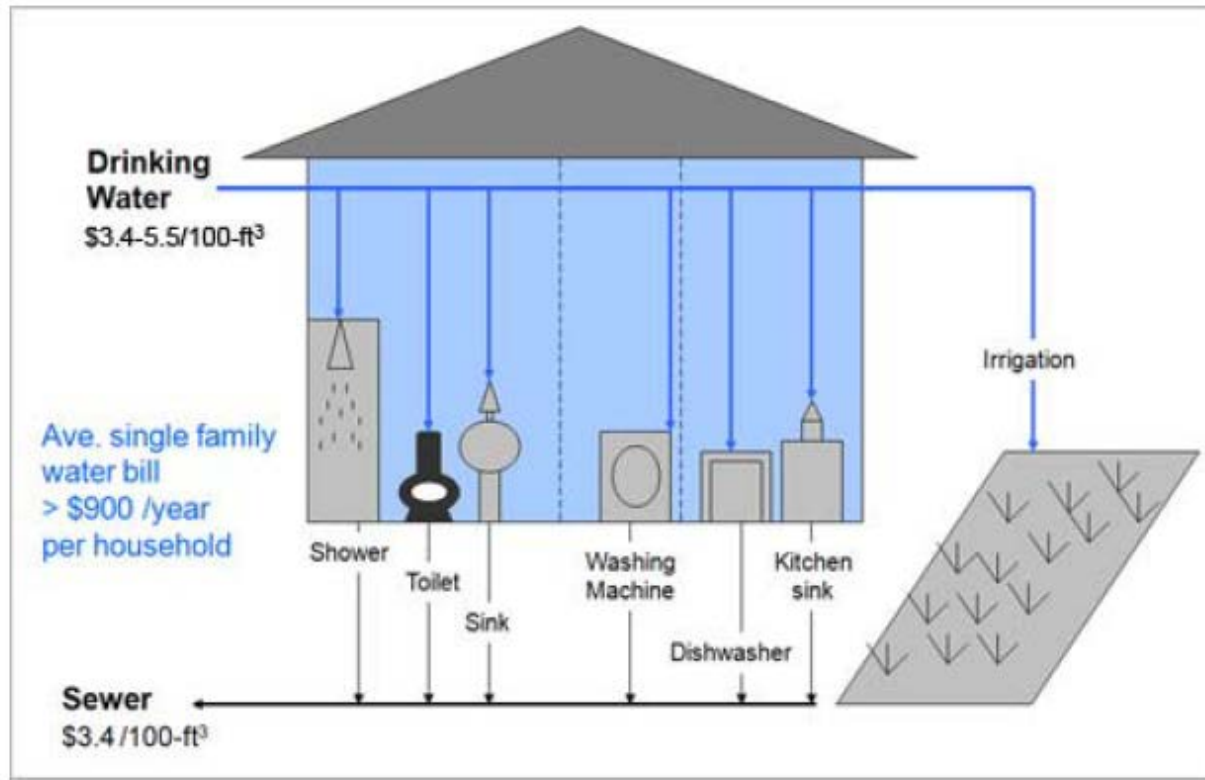 Drinking
Water
$3.4-5.5/100-ft³
Irrigation
Ave. single family
water bill
> $900 /year
per household
Shower
Toilet
Sink
Washing
Machine
Dishwasher
Kitchen
sink
Sewer
$3.4 /100-ft³